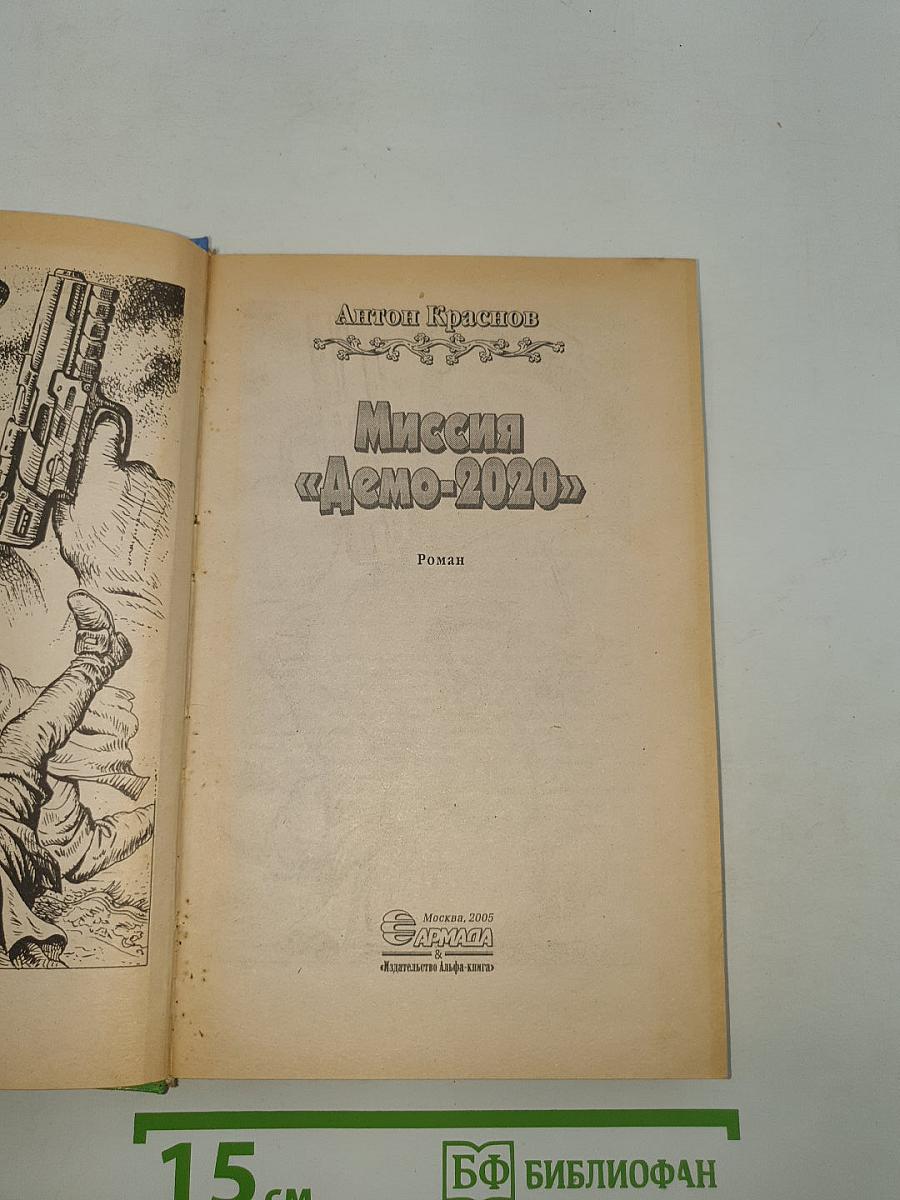 Антон Краснов
Миссия
«Демо-2020»
Роман
Москва, 2005
АРМАДА
&
«Издательство Альфа-книга»
15 см
БФ БИБЛИОФАН